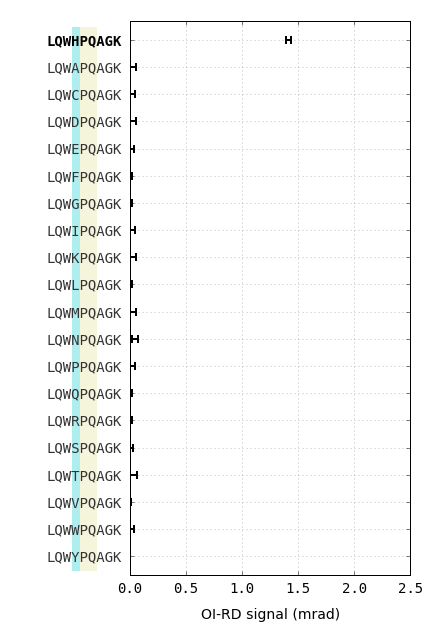 LQWHPQAGK
LQWAPQAGK
LQWCPQAGK
LQWDPQAGK
LQWEPQAGK
LQWFPQAGK
LQWGPQAGK
LQWIPQAGK
LQWKPQAGK
LQWLPQAGK
LQWMPQAGK
LQWNPQAGK
LQWPPQAGK
LQWQPQAGK
LQWRPQAGK
LQWSPQAGK
LQWTPQAGK
LQWVPQAGK
LQWWPQAGK
LQWYPQAGK
0.0 0.5 1.0 1.5 2.0 2.5
OI-RD signal (mrad)